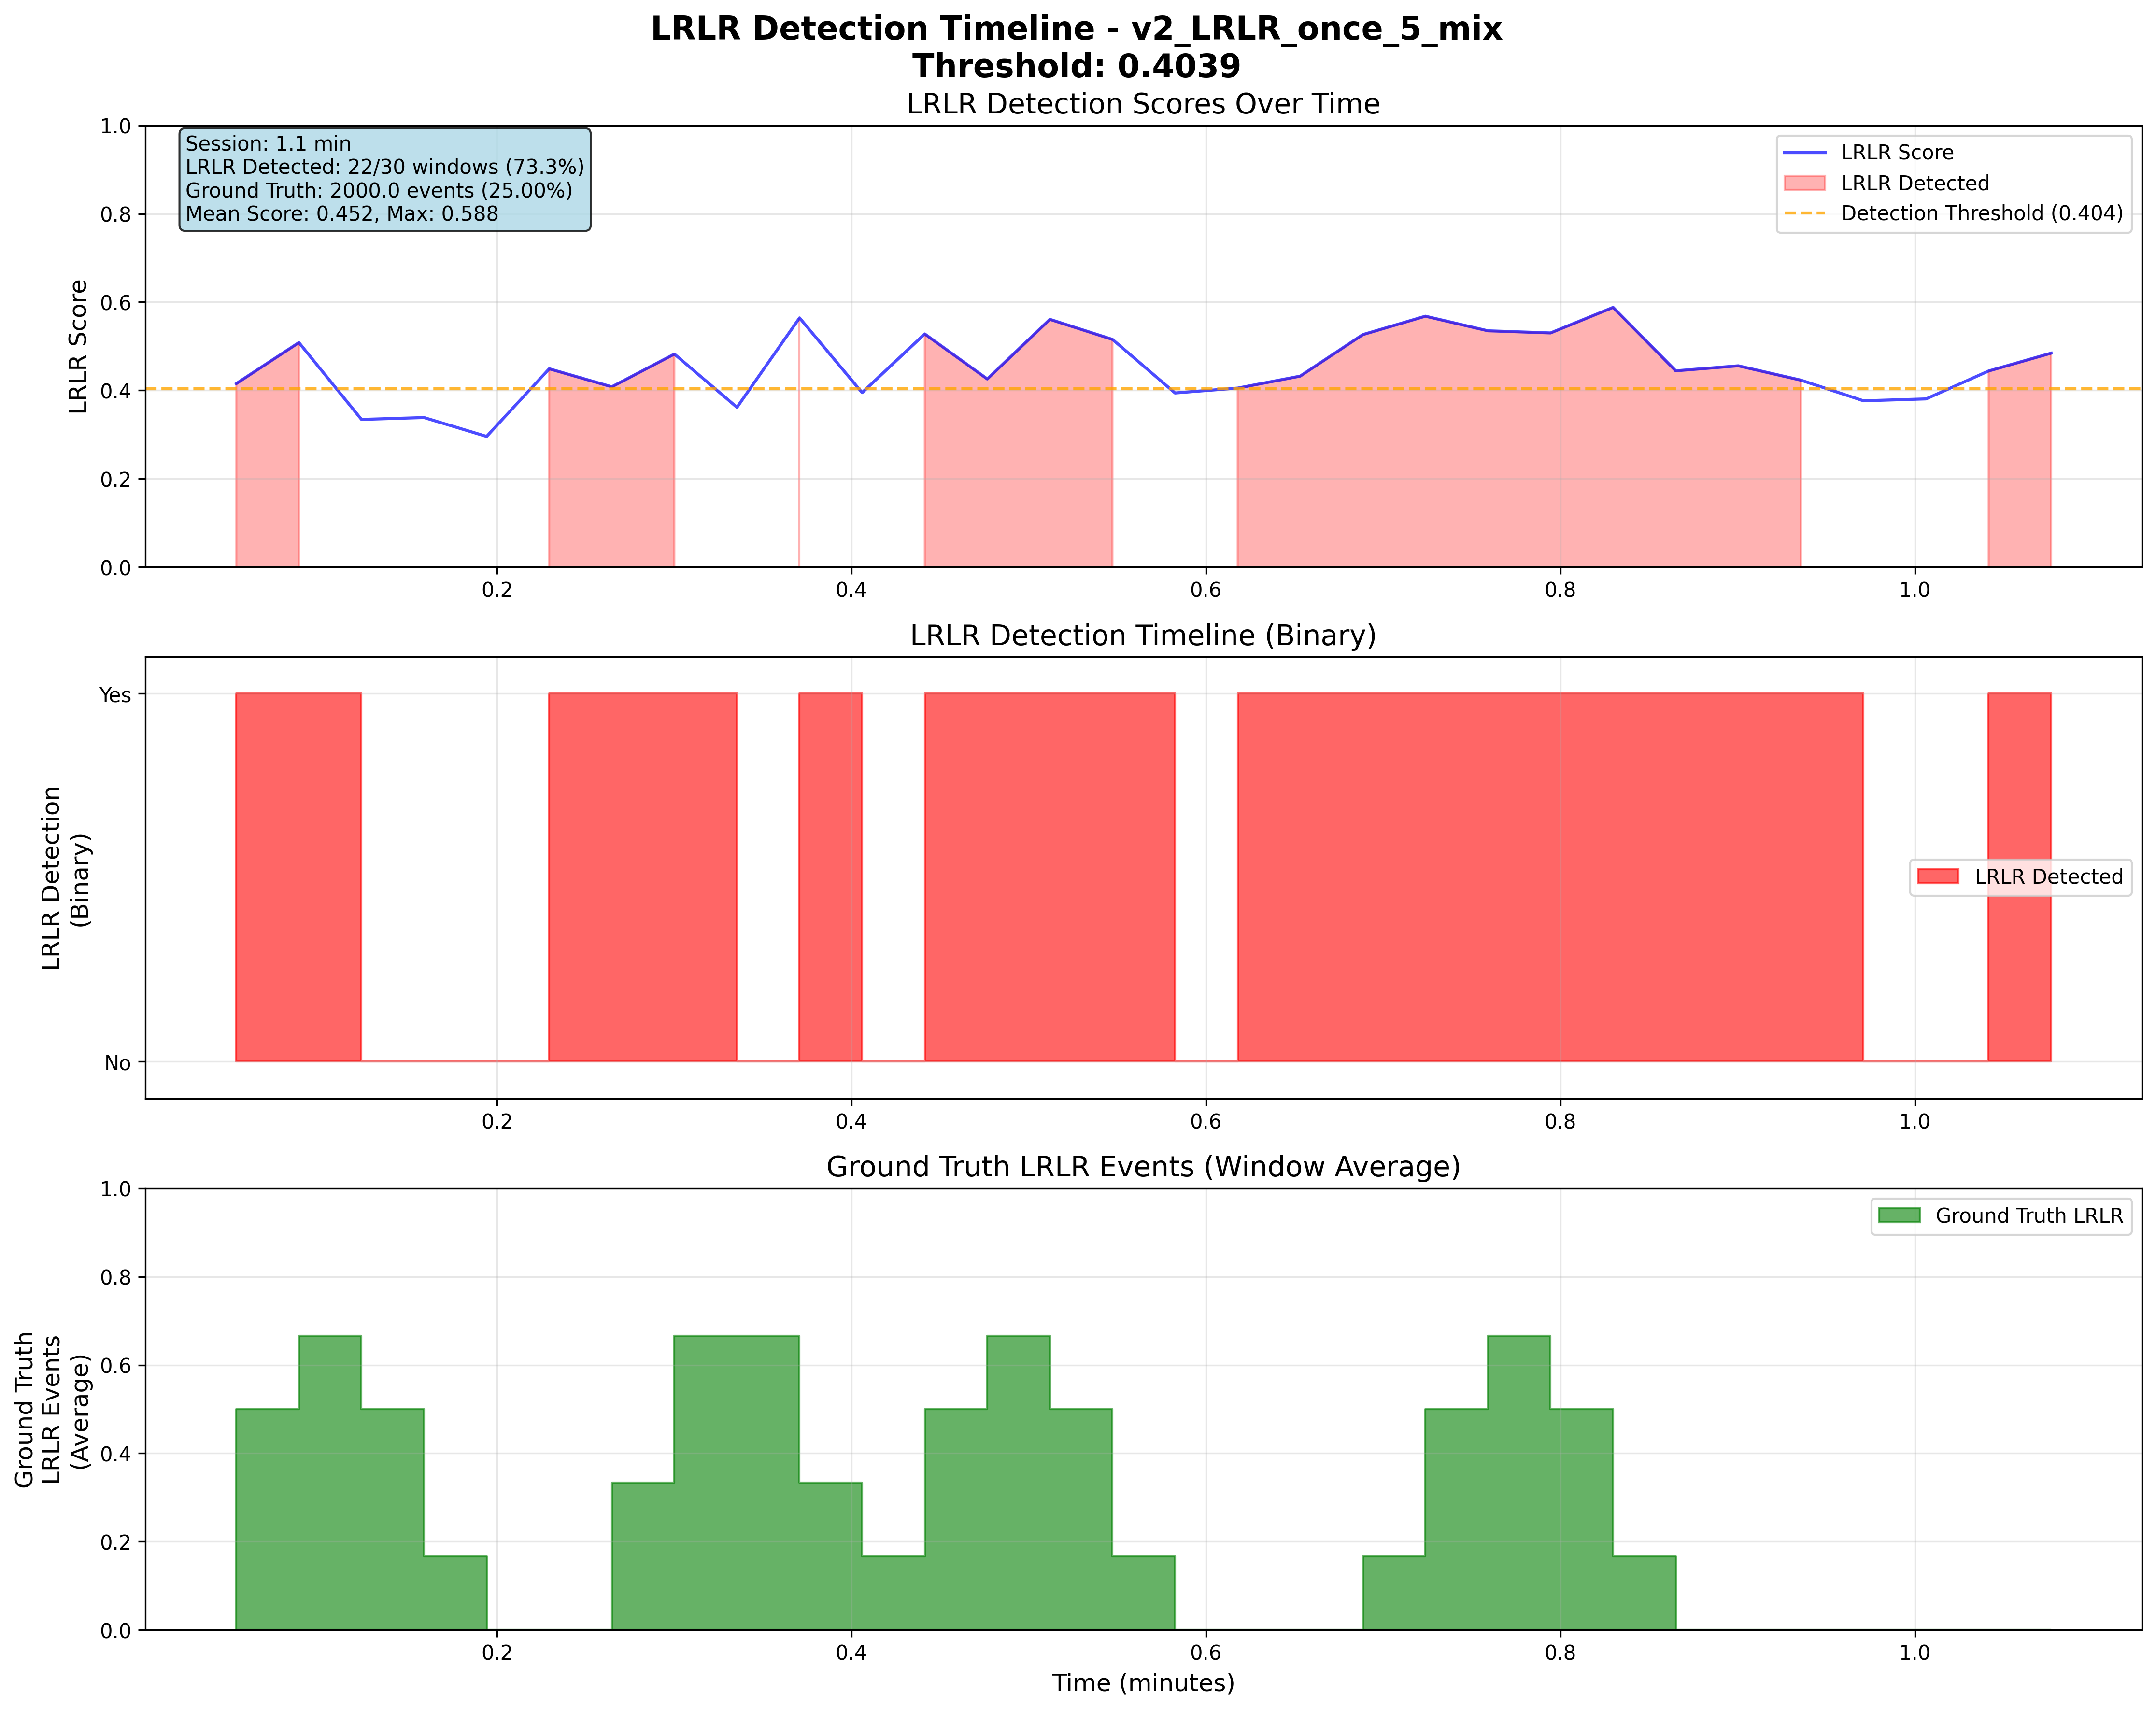 LRLR Detection Timeline - v2_LRLR_once_5_mix
Threshold: 0.4039
LRLR Detection Scores Over Time
Session: 1.1 min
LRLR Detected: 22/30 windows (73.3%)
Ground Truth: 2000.0 events (25.00%)
Mean Score: 0.452, Max: 0.588
LRLR Score
LRLR Detected
Detection Threshold (0.404)
LRLR Score
1.0
0.8
0.6
0.4
0.2
0.0
0.2 0.4 0.6 0.8 1.0
LRLR Detection Timeline (Binary)
LRLR Detection
(Binary)
Yes
No
LRLR Detected
0.2 0.4 0.6 0.8 1.0
Ground Truth LRLR Events (Window Average)
Ground Truth
LRLR Events
(Average)
1.0
0.8
0.6
0.4
0.2
0.0
Ground Truth LRLR
0.2 0.4 0.6 0.8 1.0
Time (minutes)